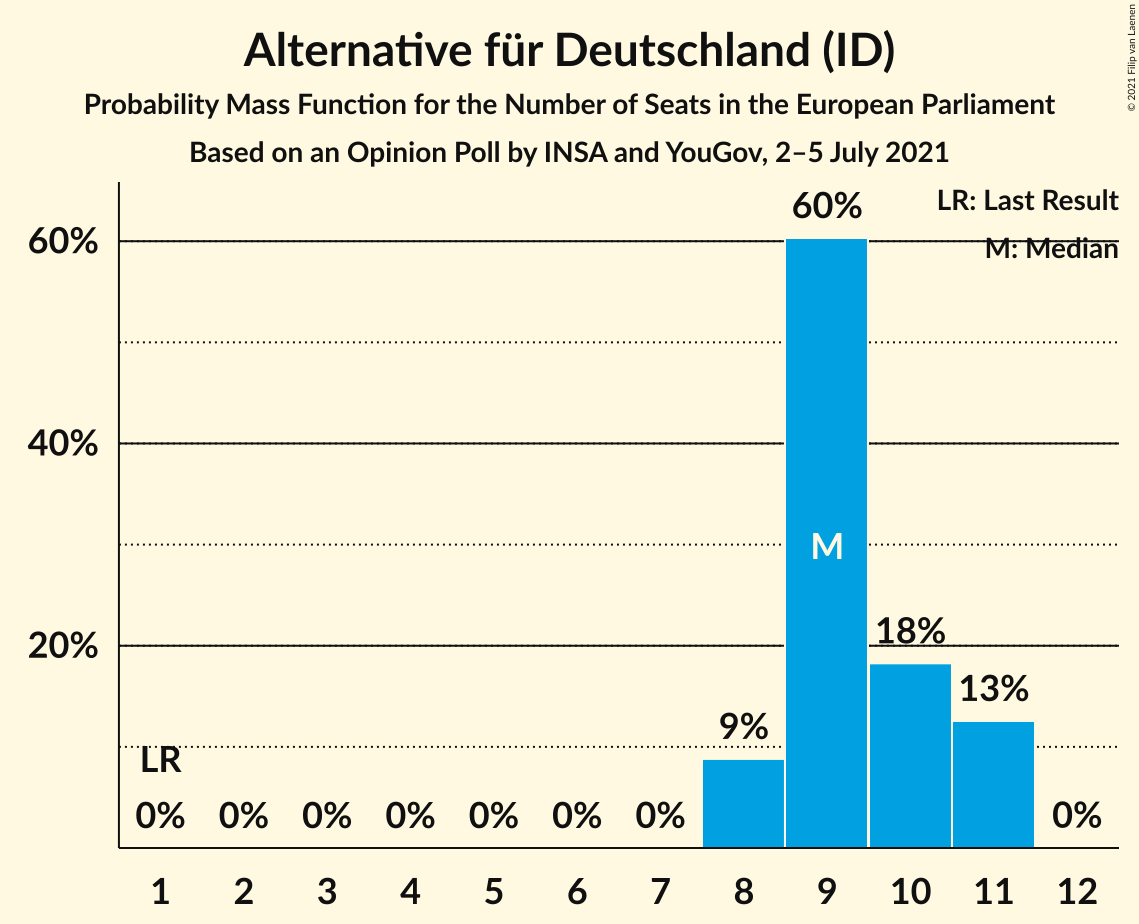 Alternative für Deutschland (ID)
Probability Mass Function for the Number of Seats in the European Parliament
Based on an Opinion Poll by INSA and YouGov, 2–5 July 2021
© 2021 Filip van Laenen
LR: Last Result
M: Median
60%
40%
20%
60%
M
18%
13%
9%
LR
0% 0% 0% 0% 0% 0% 0% 0%
1 2 3 4 5 6 7 8 9 10 11 12